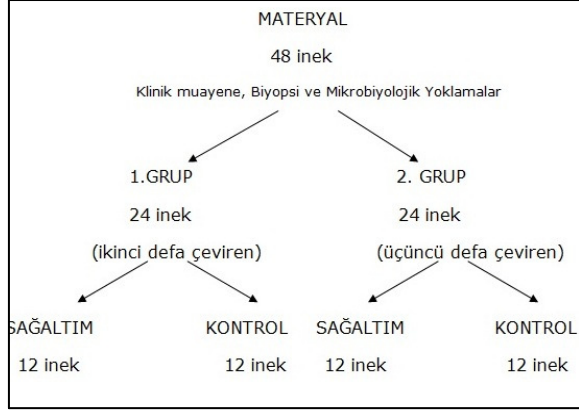 MATERYAL
48 inek
Klinik muayene, Biyopsi ve Mikrobiyolojik Yoklamalar
1.GRUP 2. GRUP
24 inek 24 inek
(ikinci defa çeviren) (üçüncü defa çeviren)
SAĞALTIM KONTROL SAĞALTIM KONTROL
12 inek 12 inek 12 inek 12 inek